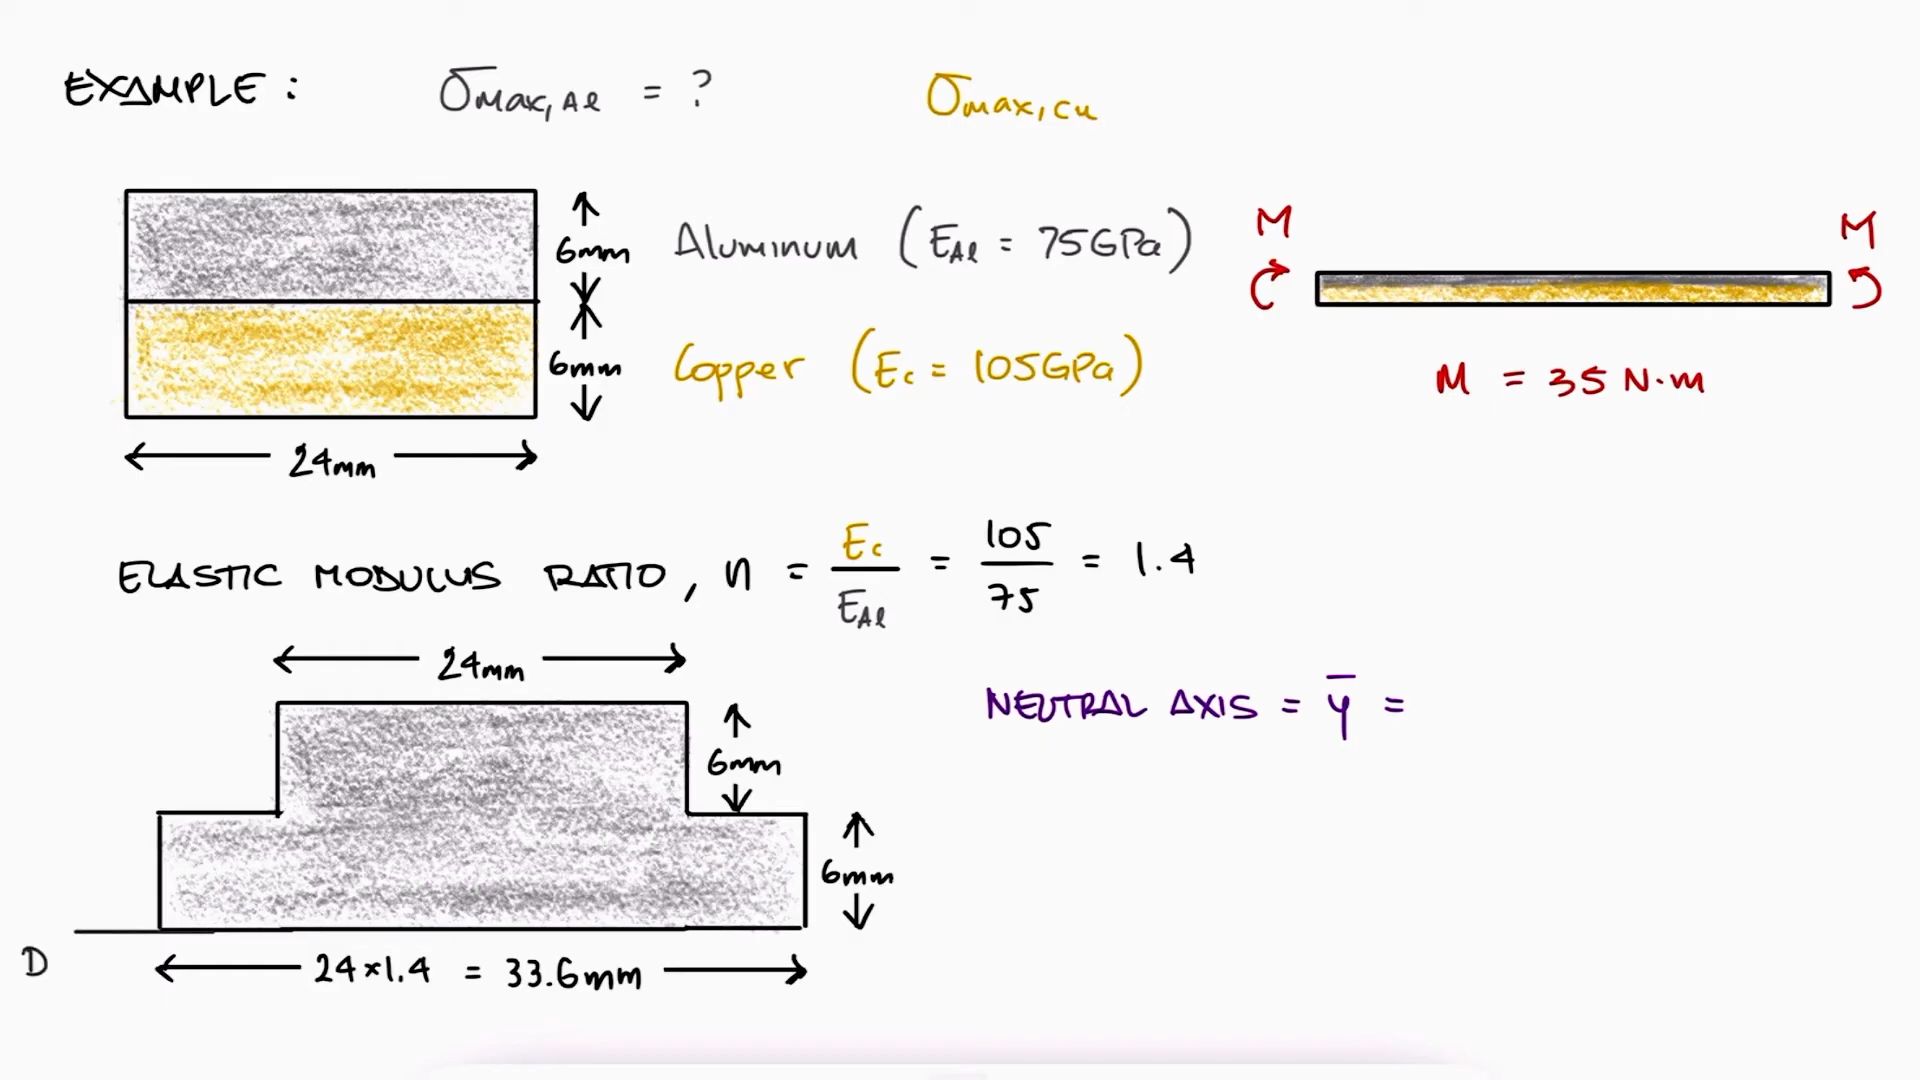 EXAMPLE : σmax,Al = ? σmax,cu
6mm Aluminum (EAl = 75GPa) M M
6mm Copper (Ec = 105GPa) M = 35 N·m
24mm
ELASTIC MODULUS RATIO, n = Ec/EAl = 105/75 = 1.4
24mm
NEUTRAL AXIS = ȳ =
6mm
6mm
D 24×1.4 = 33.6mm